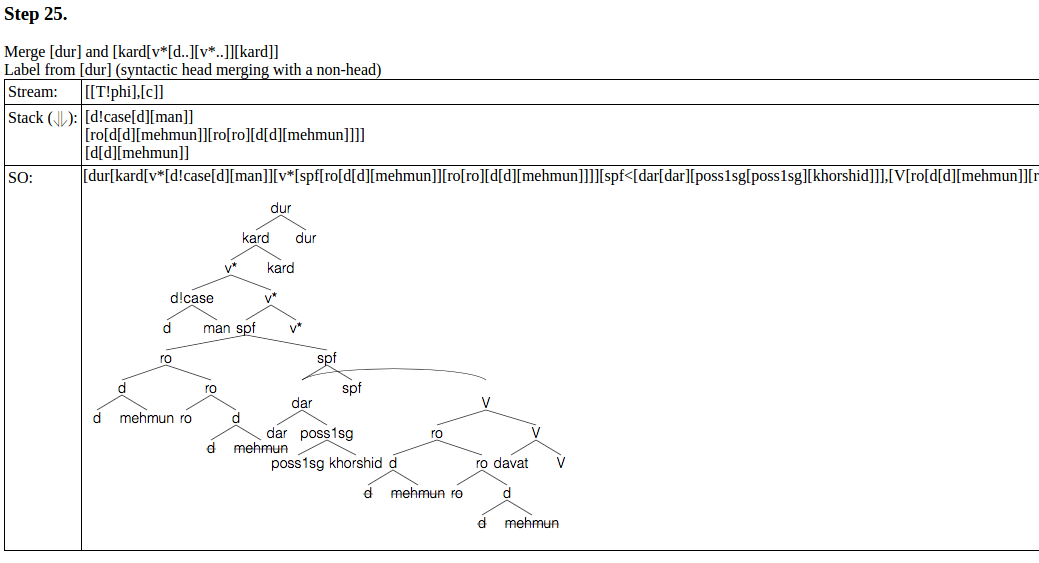 Step 25.
Merge [dur] and [kard[v*[d..][v*..]][kard]]
Label from [dur] (syntactic head merging with a non-head)
Stream: [[T!phi],[c]]
Stack (⥥): [d!case[d][man]]
[ro[d[d][mehmun]][ro[ro][d[d][mehmun]]]]
[d[d][mehmun]]
SO: [dur[kard[v*[d!case[d][man]][v*[spf[ro[d[d][mehmun]][ro[ro][d[d][mehmun]]]][spf<[dar[dar][poss1sg[poss1sg][khorshid]]],[V[ro[d[d][mehmun]][r
dur
kard dur
v* kard
d!case v*
d man spf v*
ro spf
d ro spf
dar V
d mehmun ro d dar poss1sg ro V
d mehmun poss1sg khorshid d ro davat V
d mehmun ro d
d mehmun